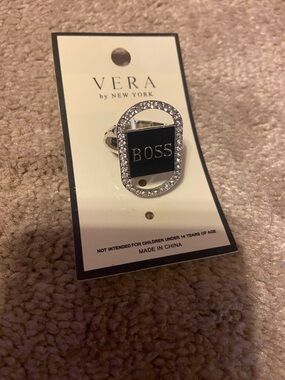 VERA
by NEW YORK
BOSS
NOT INTENDED FOR CHILDREN UNDER 14 YEARS OF AGE
MADE IN CHINA